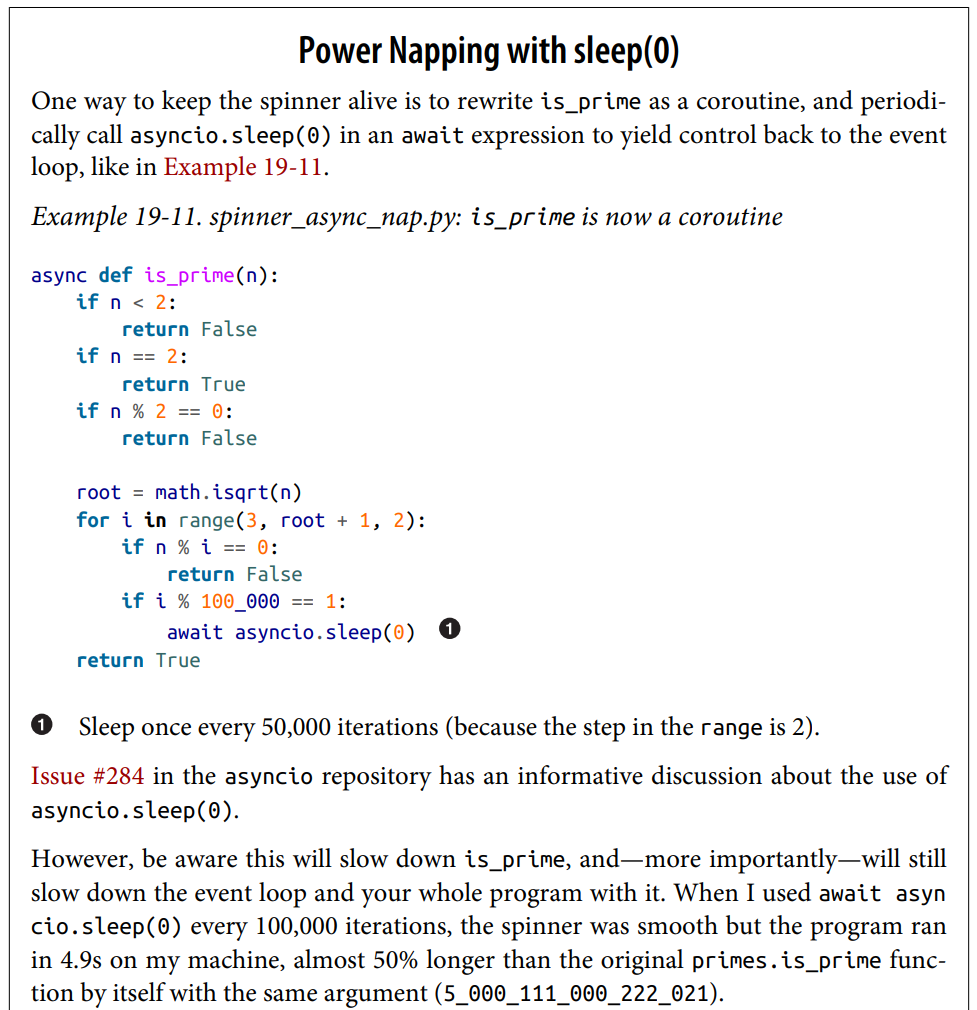 Power Napping with sleep(0)
One way to keep the spinner alive is to rewrite is_prime as a coroutine, and periodi-
cally call asyncio.sleep(0) in an await expression to yield control back to the event
loop, like in Example 19-11.
Example 19-11. spinner_async_nap.py: is_prime is now a coroutine
async def is_prime(n):
    if n < 2:
        return False
    if n == 2:
        return True
    if n % 2 == 0:
        return False

    root = math.isqrt(n)
    for i in range(3, root + 1, 2):
        if n % i == 0:
            return False
        if i % 100_000 == 1:
            await asyncio.sleep(0) ❶
    return True
❶ Sleep once every 50,000 iterations (because the step in the range is 2).
Issue #284 in the asyncio repository has an informative discussion about the use of
asyncio.sleep(0).
However, be aware this will slow down is_prime, and—more importantly—will still
slow down the event loop and your whole program with it. When I used await asyn
cio.sleep(0) every 100,000 iterations, the spinner was smooth but the program ran
in 4.9s on my machine, almost 50% longer than the original primes.is_prime func-
tion by itself with the same argument (5_000_111_000_222_021).